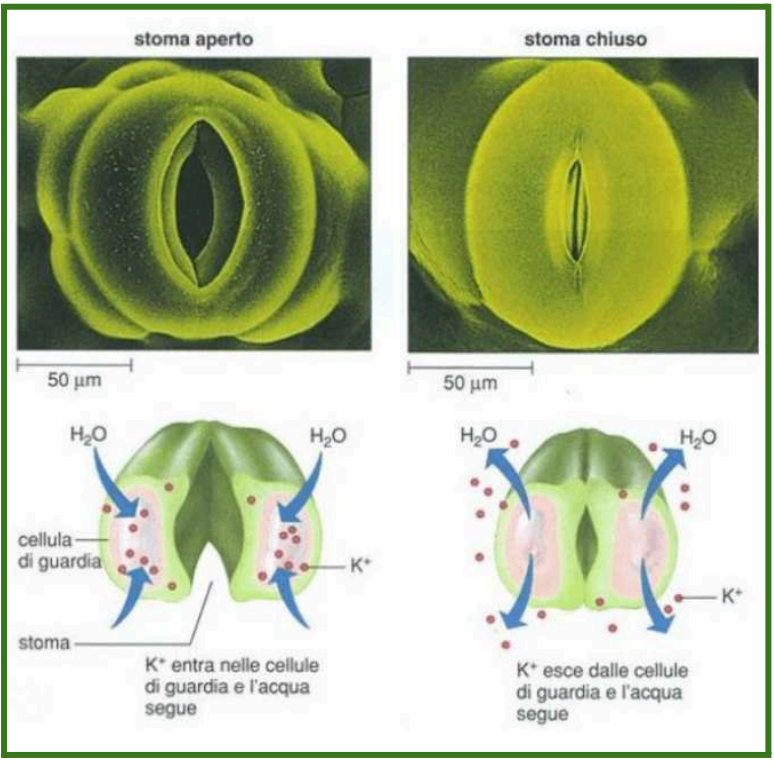 stoma aperto
stoma chiuso
50 µm
50 µm
H₂O
H₂O
cellula
di guardia
K⁺
stoma
K⁺ entra nelle cellule
di guardia e l'acqua
segue
H₂O
H₂O
K⁺
K⁺ esce dalle cellule
di guardia e l'acqua
segue